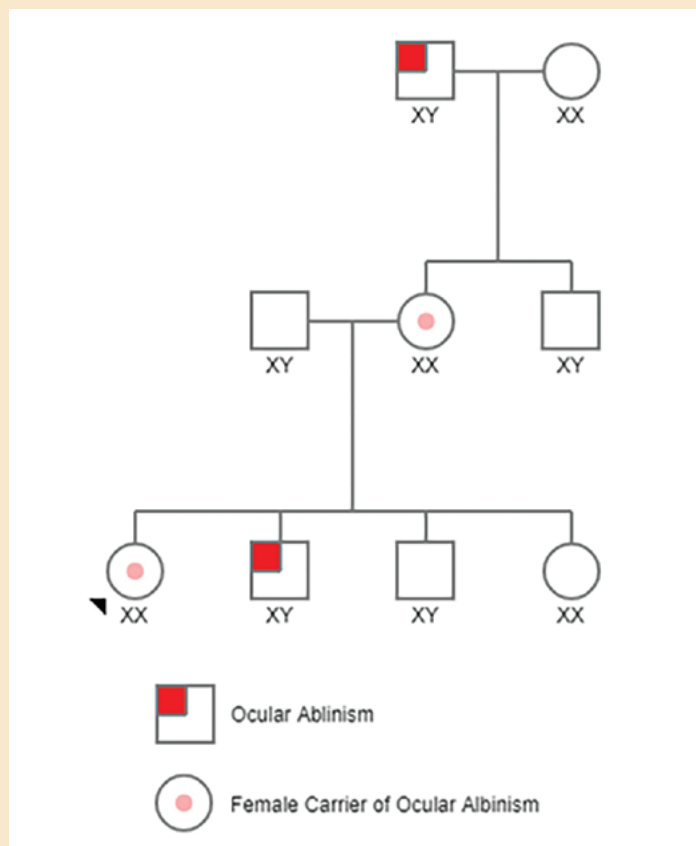 XY XX
XY XX XY
XX XY XY XX
Ocular Ablinism
Female Carrier of Ocular Albinism